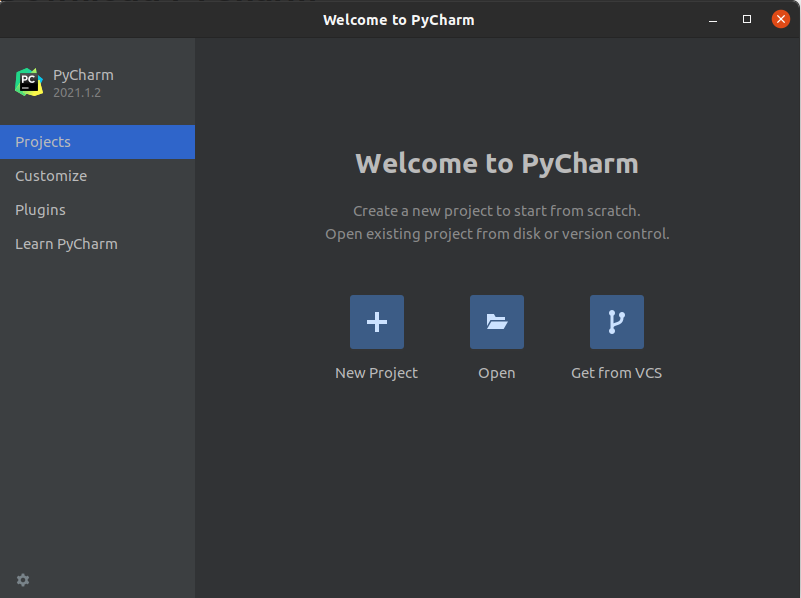 Welcome to PyCharm
PC
PyCharm
2021.1.2
Projects
Customize
Plugins
Learn PyCharm
Welcome to PyCharm
Create a new project to start from scratch.
Open existing project from disk or version control.
New Project
Open
Get from VCS